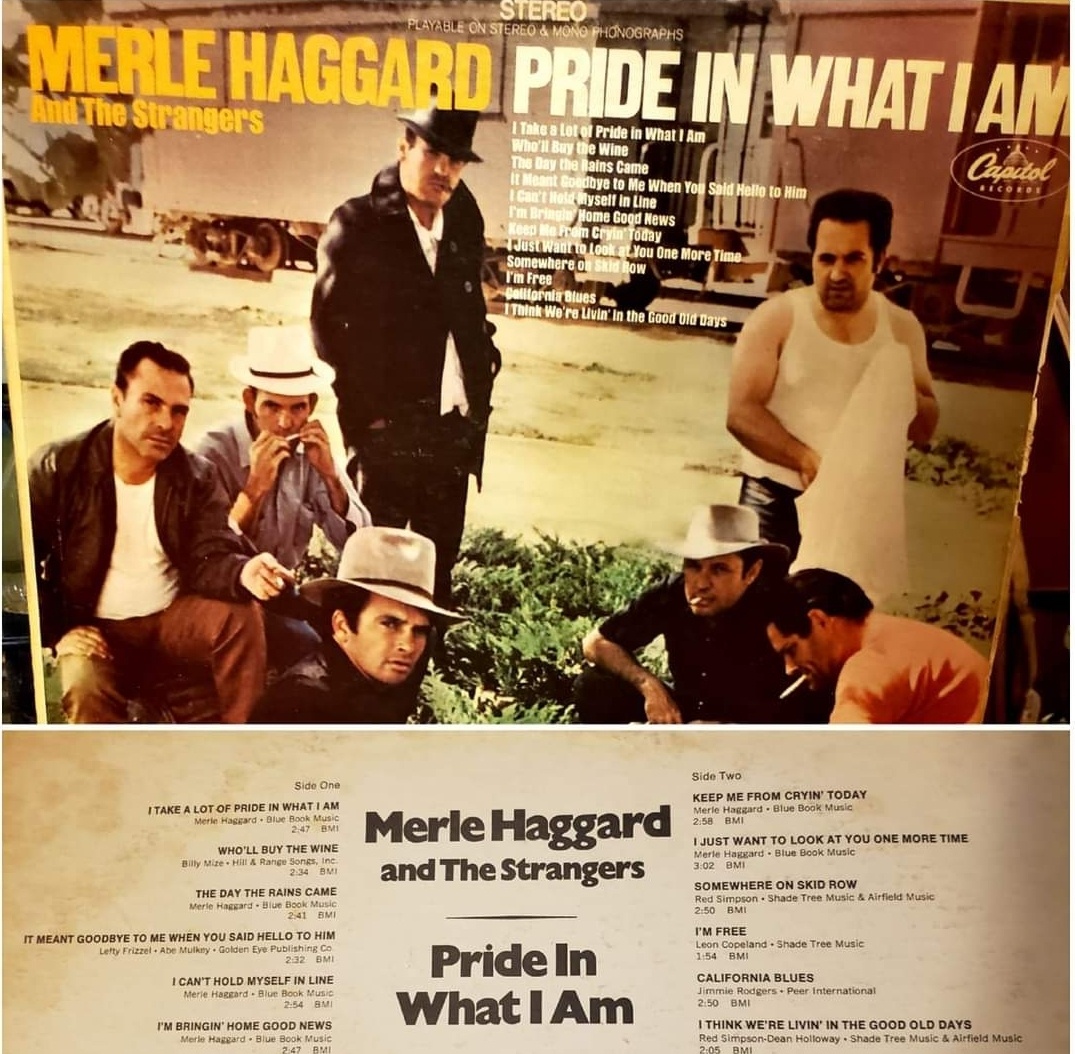 STEREO
PLAYABLE ON STEREO & MONO PHONOGRAPHS
MERLE HAGGARD
And The Strangers
PRIDE IN WHAT I AM
I Take a Lot of Pride in What I Am
Who'll Buy the Wine
The Day the Rains Came
It Meant Goodbye to Me When You Said Hello to Him
I Can't Hold Myself in Line
I'm Bringin' Home Good News
Keep Me From Cryin' Today
I Just Want to Look at You One More Time
Somewhere on Skid Row
I'm Free
California Blues
I Think We're Livin' in the Good Old Days
Capitol
RECORDS
Side One
I TAKE A LOT OF PRIDE IN WHAT I AM
Merle Haggard • Blue Book Music
2:47 BMI
WHO'LL BUY THE WINE
Billy Mize • Hill & Range Songs, Inc.
2:34 BMI
THE DAY THE RAINS CAME
Merle Haggard • Blue Book Music
2:41 BMI
IT MEANT GOODBYE TO ME WHEN YOU SAID HELLO TO HIM
Lefty Frizzel • Abe Mulkey • Golden Eye Publishing Co.
2:32 BMI
I CAN'T HOLD MYSELF IN LINE
Merle Haggard • Blue Book Music
2:54 BMI
I'M BRINGIN' HOME GOOD NEWS
Merle Haggard • Blue Book Music
2:47 BMI
Merle Haggard
and The Strangers
Pride In
What I Am
Side Two
KEEP ME FROM CRYIN' TODAY
Merle Haggard • Blue Book Music
2:58 BMI
I JUST WANT TO LOOK AT YOU ONE MORE TIME
Merle Haggard • Blue Book Music
3:02 BMI
SOMEWHERE ON SKID ROW
Red Simpson • Shade Tree Music & Airfield Music
2:50 BMI
I'M FREE
Leon Copeland • Shade Tree Music
1:54 BMI
CALIFORNIA BLUES
Jimmie Rodgers • Peer International
2:50 BMI
I THINK WE'RE LIVIN' IN THE GOOD OLD DAYS
Red Simpson-Dean Holloway • Shade Tree Music & Airfield Music
2:05 BMI